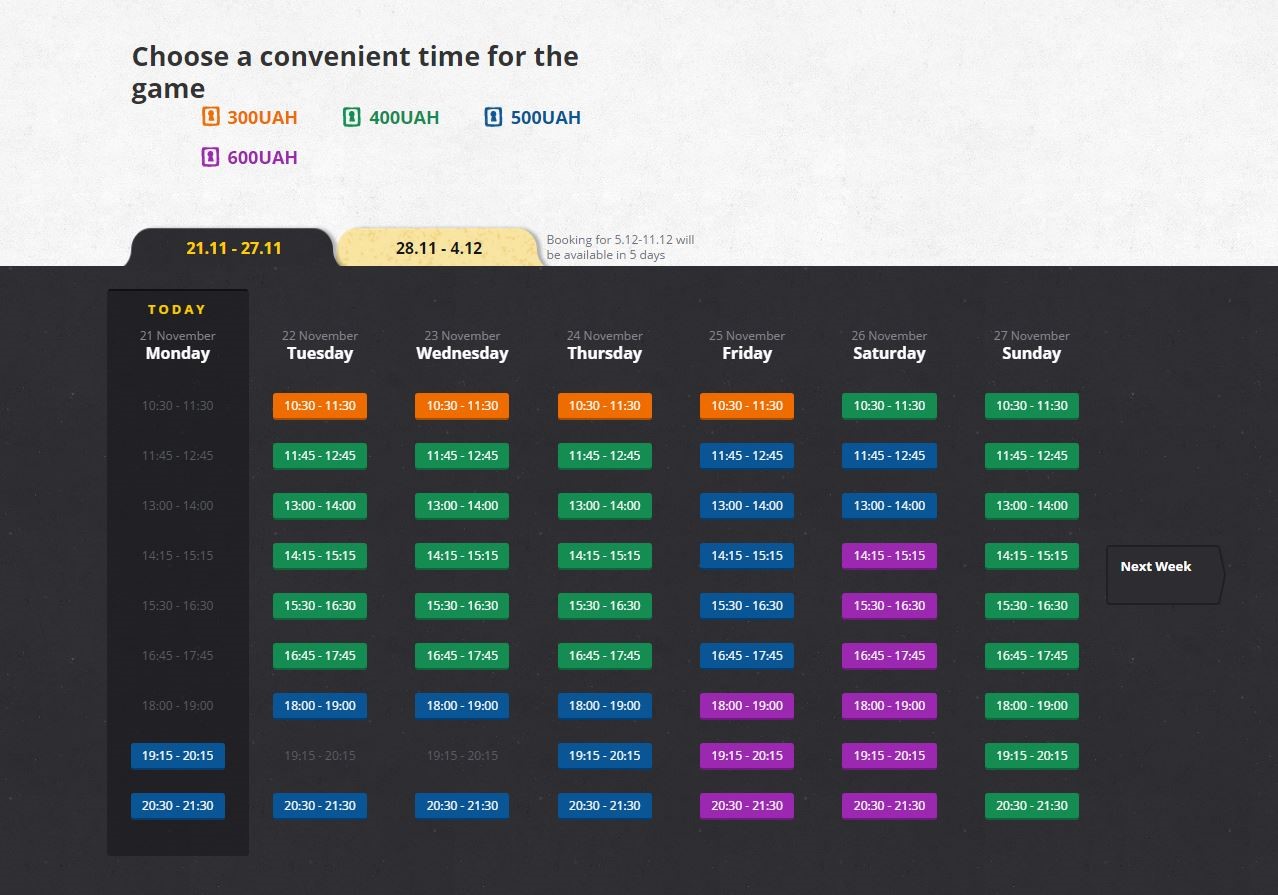 Choose a convenient time for the
game
300UAH 400UAH 500UAH
600UAH
21.11 - 27.11 28.11 - 4.12 Booking for 5.12-11.12 will
be available in 5 days
TODAY
21 November 22 November 23 November 24 November 25 November 26 November 27 November
Monday Tuesday Wednesday Thursday Friday Saturday Sunday
10:30 - 11:30 10:30 - 11:30 10:30 - 11:30 10:30 - 11:30 10:30 - 11:30 10:30 - 11:30 10:30 - 11:30
11:45 - 12:45 11:45 - 12:45 11:45 - 12:45 11:45 - 12:45 11:45 - 12:45 11:45 - 12:45 11:45 - 12:45
13:00 - 14:00 13:00 - 14:00 13:00 - 14:00 13:00 - 14:00 13:00 - 14:00 13:00 - 14:00 13:00 - 14:00
14:15 - 15:15 14:15 - 15:15 14:15 - 15:15 14:15 - 15:15 14:15 - 15:15 14:15 - 15:15 14:15 - 15:15
Next Week
15:30 - 16:30 15:30 - 16:30 15:30 - 16:30 15:30 - 16:30 15:30 - 16:30 15:30 - 16:30 15:30 - 16:30
16:45 - 17:45 16:45 - 17:45 16:45 - 17:45 16:45 - 17:45 16:45 - 17:45 16:45 - 17:45 16:45 - 17:45
18:00 - 19:00 18:00 - 19:00 18:00 - 19:00 18:00 - 19:00 18:00 - 19:00 18:00 - 19:00 18:00 - 19:00
19:15 - 20:15 19:15 - 20:15 19:15 - 20:15 19:15 - 20:15 19:15 - 20:15 19:15 - 20:15 19:15 - 20:15
20:30 - 21:30 20:30 - 21:30 20:30 - 21:30 20:30 - 21:30 20:30 - 21:30 20:30 - 21:30 20:30 - 21:30